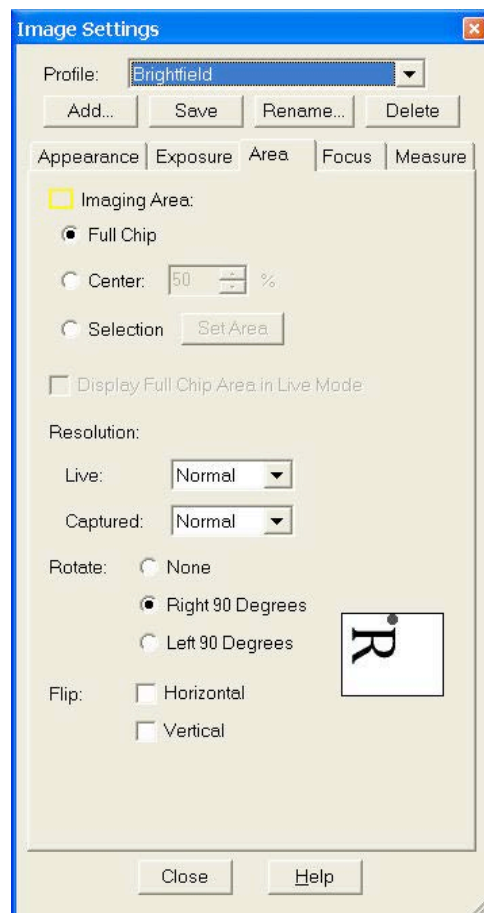 Image Settings
Profile: Brightfield
Add... Save Rename... Delete
Appearance Exposure Area Focus Measure
Imaging Area:
Full Chip
Center: 50 %
Selection Set Area
Display Full Chip Area in Live Mode
Resolution:
Live: Normal
Captured: Normal
Rotate: None
Right 90 Degrees
Left 90 Degrees
R
Flip: Horizontal
Vertical
Close Help